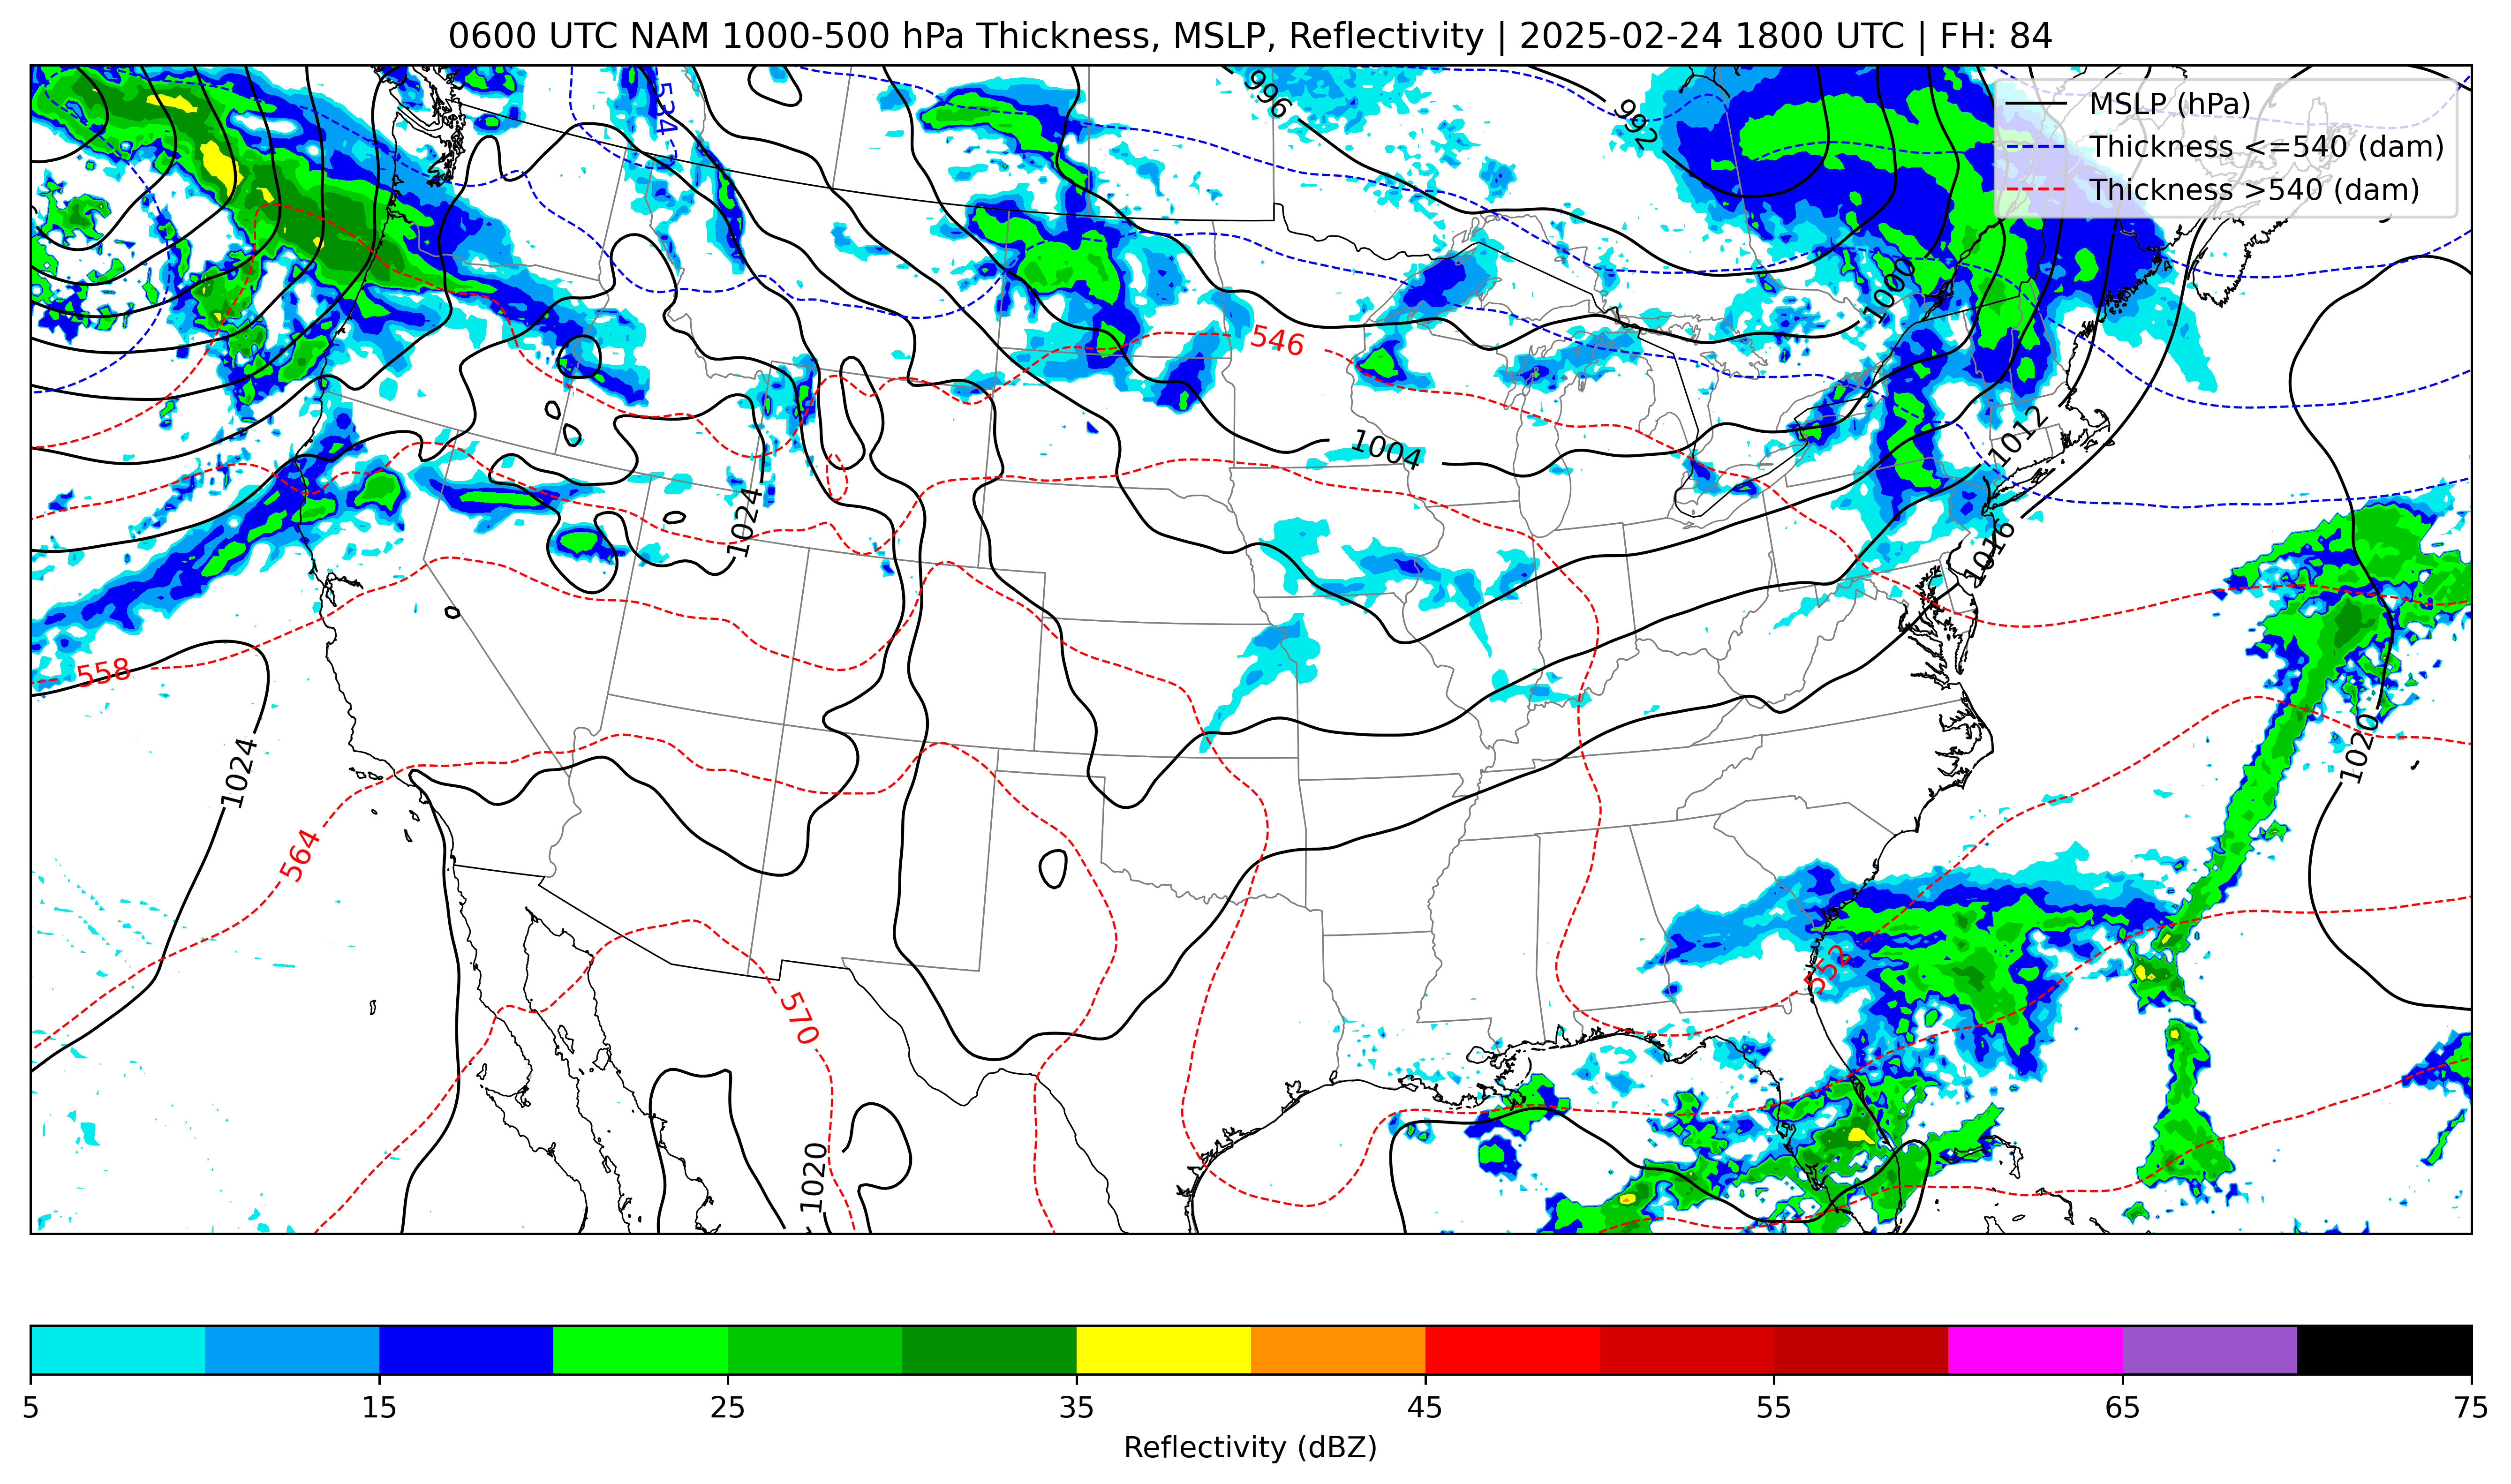 0600 UTC NAM 1000-500 hPa Thickness, MSLP, Reflectivity | 2025-02-24 1800 UTC | FH: 84
MSLP (hPa)
Thickness <=540 (dam)
Thickness >540 (dam)
534
996
992
1000
546
1004
1012
1024
1016
558
1024
1020
564
552
570
1020
5 15 25 35 45 55 65 75
Reflectivity (dBZ)